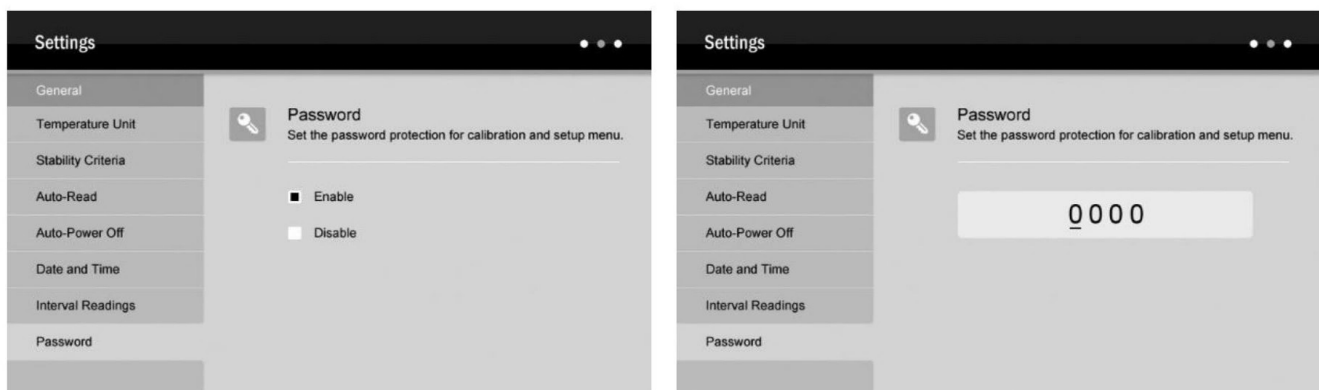 Settings
General
Temperature Unit
Stability Criteria
Auto-Read
Auto-Power Off
Date and Time
Interval Readings
Password
Password
Set the password protection for calibration and setup menu.
Enable
Disable
Settings
General
Temperature Unit
Stability Criteria
Auto-Read
Auto-Power Off
Date and Time
Interval Readings
Password
Password
Set the password protection for calibration and setup menu.
0000